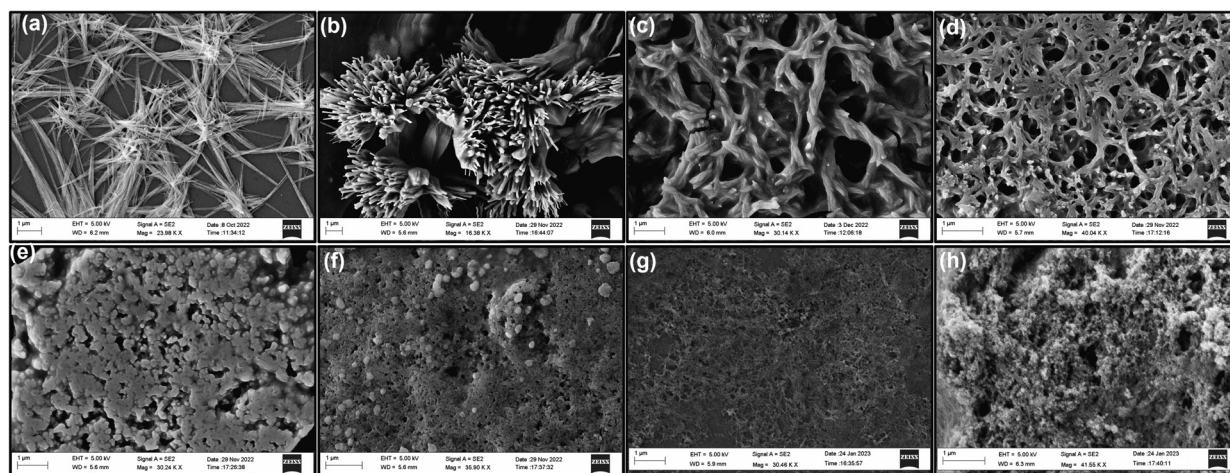 (a) (b) (c) (d)
1 µm EHT = 5.00 kV Signal A = SE2 Date :8 Oct 2022 ZEISS
WD = 6.2 mm Mag = 23.98 K X Time :11:34:12
1 µm EHT = 5.00 kV Signal A = SE2 Date :29 Nov 2022 ZEISS
WD = 5.6 mm Mag = 16.38 K X Time :16:44:07
1 µm EHT = 5.00 kV Signal A = SE2 Date :3 Dec 2022 ZEISS
WD = 6.0 mm Mag = 30.14 K X Time :12:06:18
1 µm EHT = 5.00 kV Signal A = SE2 Date :29 Nov 2022 ZEISS
WD = 5.7 mm Mag = 40.04 K X Time :17:12:16
(e) (f) (g) (h)
1 µm EHT = 5.00 kV Signal A = SE2 Date :29 Nov 2022 ZEISS
WD = 5.6 mm Mag = 30.24 K X Time :17:26:38
1 µm EHT = 5.00 kV Signal A = SE2 Date :29 Nov 2022 ZEISS
WD = 5.6 mm Mag = 35.90 K X Time :17:37:32
1 µm EHT = 5.00 kV Signal A = SE2 Date :24 Jan 2023 ZEISS
WD = 5.9 mm Mag = 30.46 K X Time :16:35:57
1 µm EHT = 5.00 kV Signal A = SE2 Date :24 Jan 2023 ZEISS
WD = 6.3 mm Mag = 41.55 K X Time :17:40:11